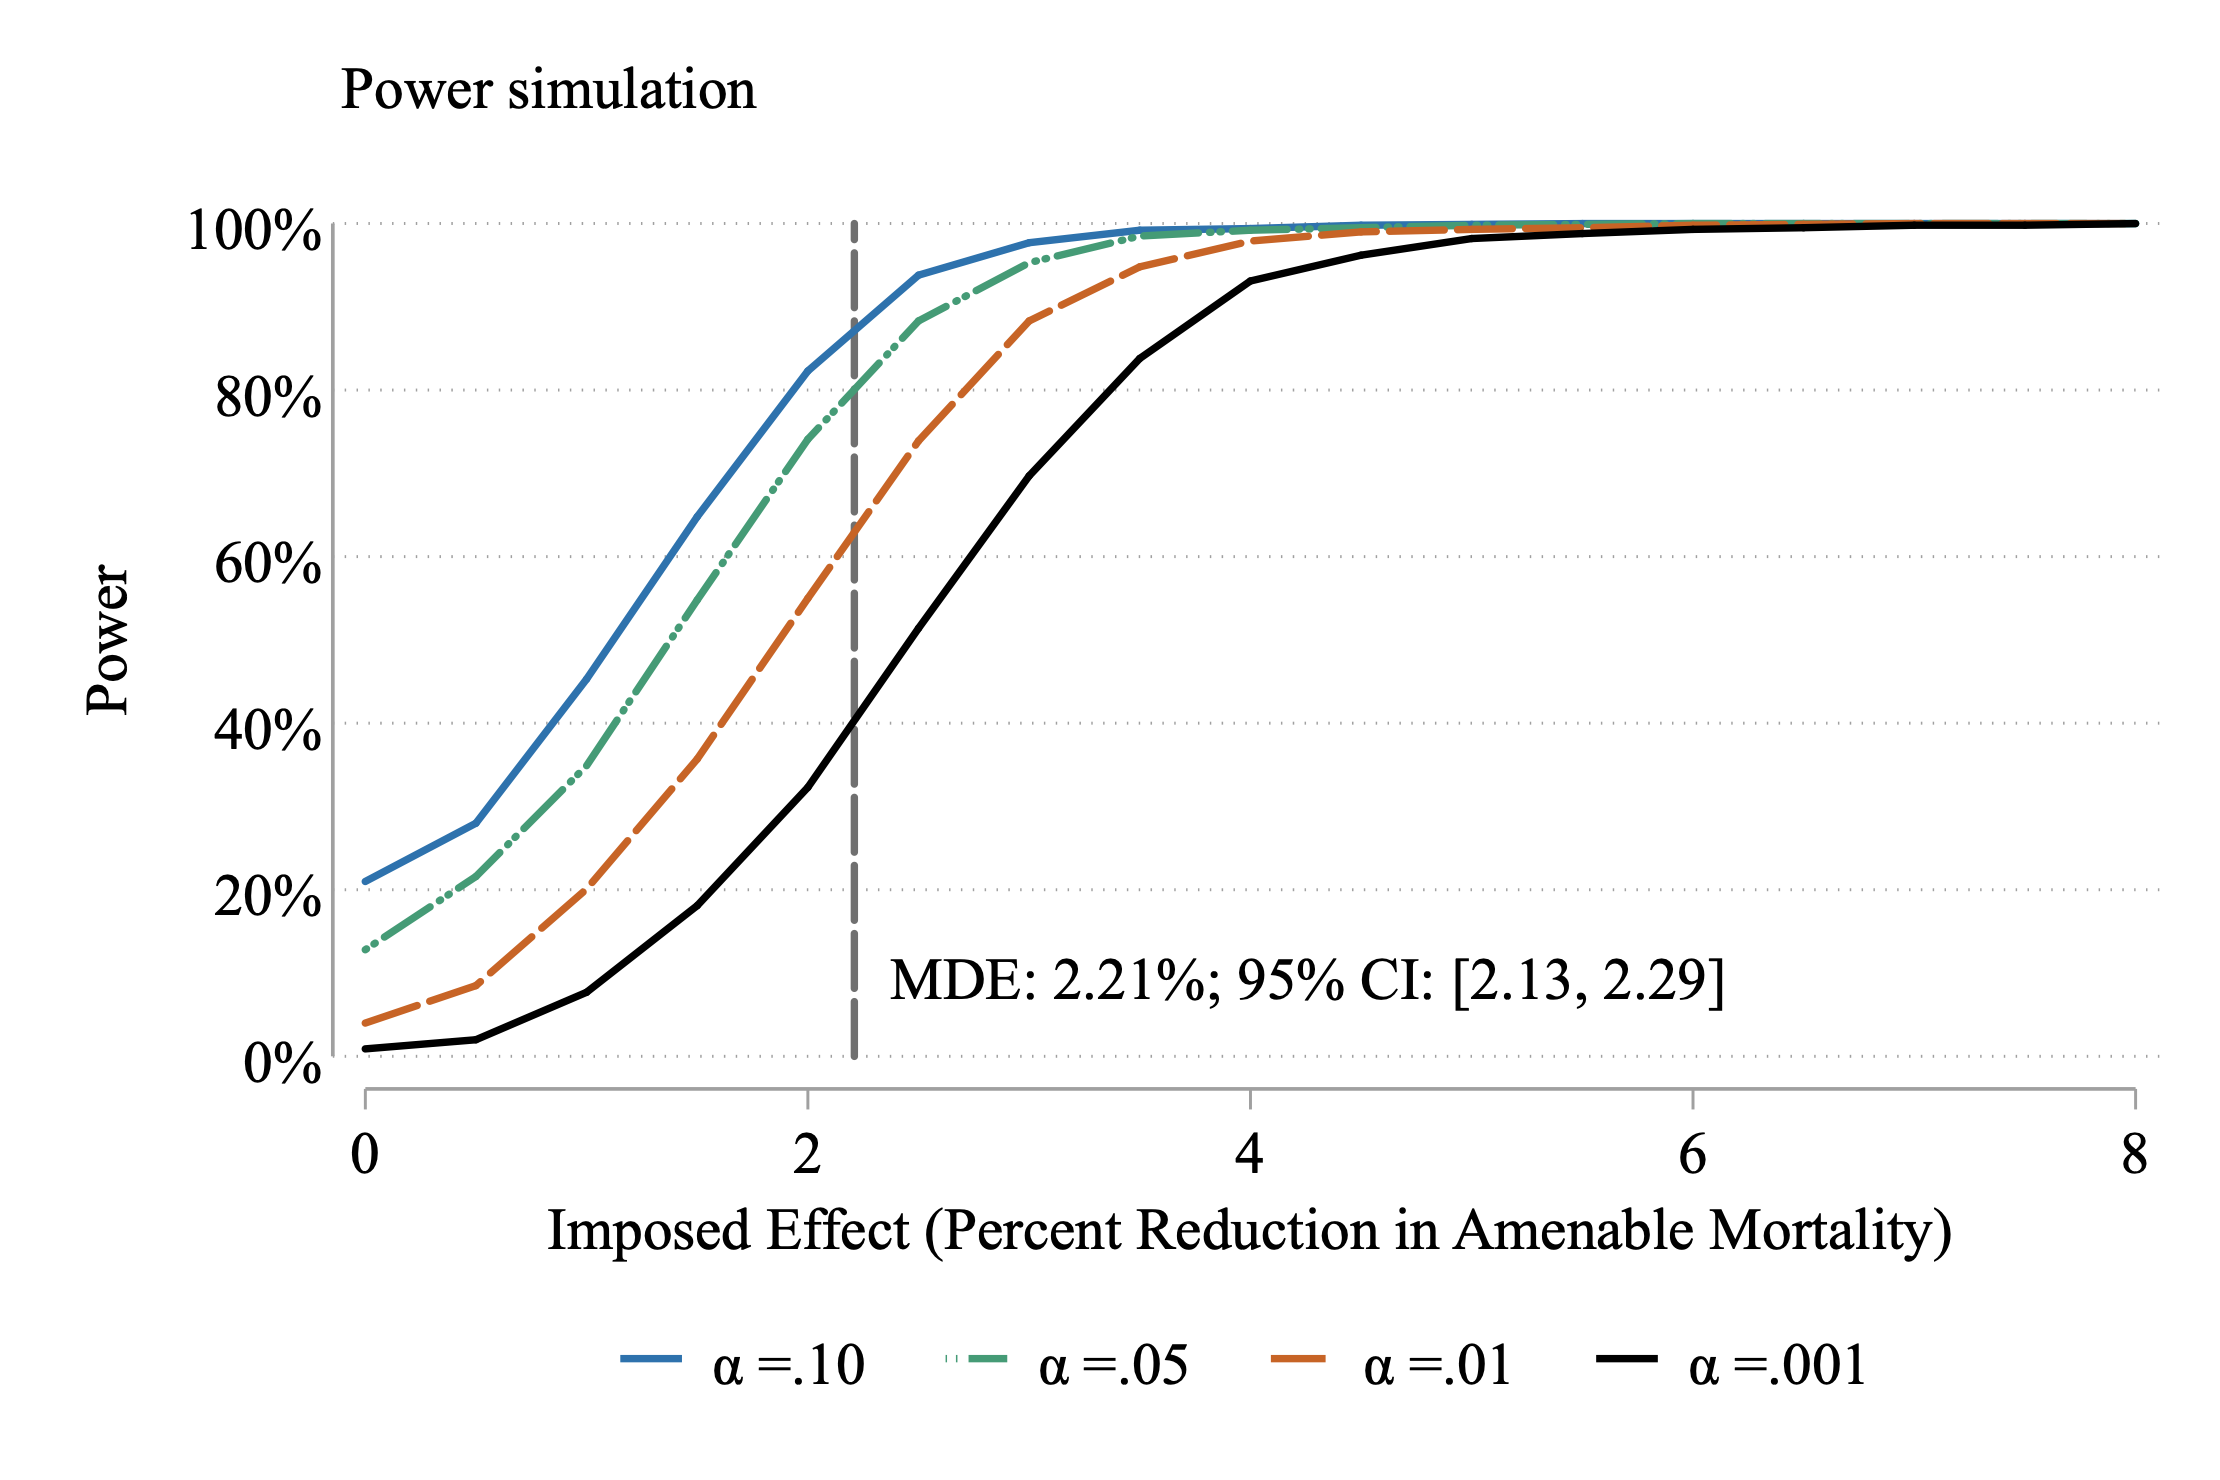 Power simulation
100%
80%
60%
40%
20%
0%
Power
MDE: 2.21%; 95% CI: [2.13, 2.29]
0 2 4 6 8
Imposed Effect (Percent Reduction in Amenable Mortality)
α =.10 α =.05 α =.01 α =.001